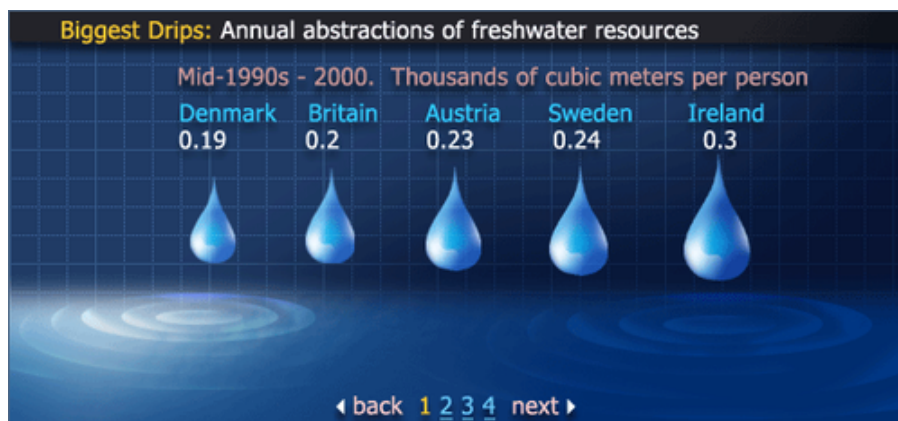 Biggest Drips: Annual abstractions of freshwater resources
Mid-1990s - 2000. Thousands of cubic meters per person
Denmark Britain Austria Sweden Ireland
0.19 0.2 0.23 0.24 0.3
back 1 2 3 4 next